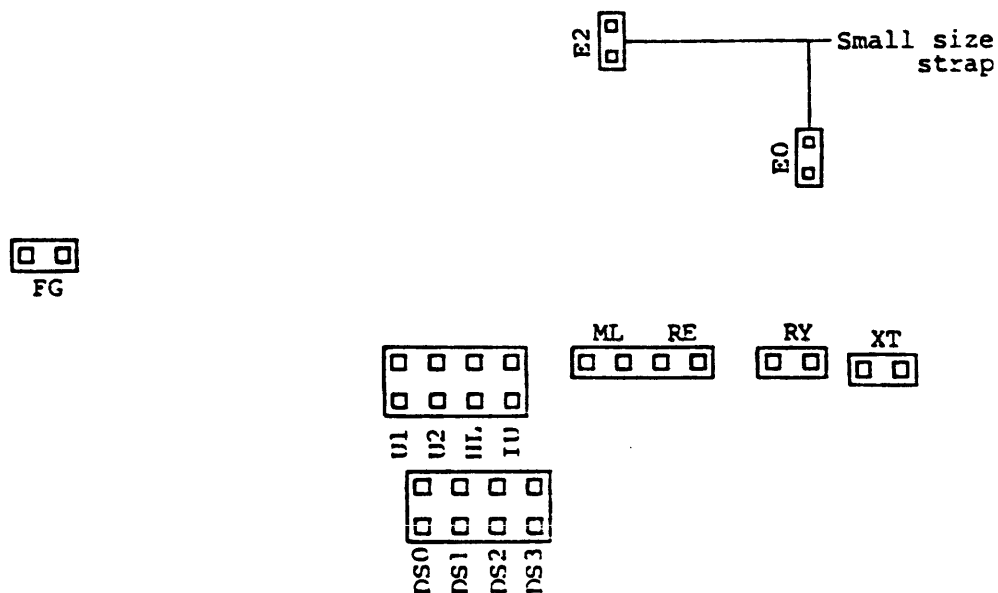 E2
Small size
strap
E0
FG
ML RE RY XT
U1 U2 HL IU
DS0 DS1 DS2 DS3